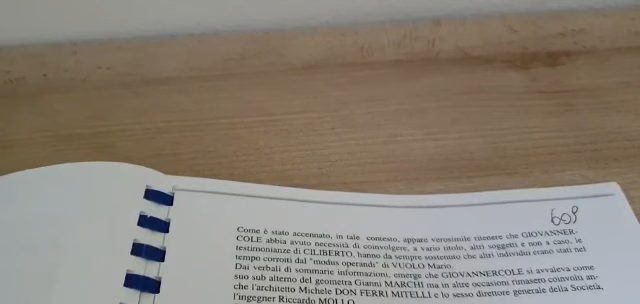 609
Come è stato accennato, in tale contesto, appare verosimile ritenere che GIOVANNER-
COLE abbia avuto necessità di coinvolgere, a vario titolo, altri soggetti e non a caso, le
testimonianze di CILIBERTO, hanno da sempre sostenuto che altri individui erano stati nel
tempo corrotti dal "modus operandi" di VUOLO Mario.
Dai verbali di sommarie informazioni, emerge che GIOVANNERCOLE si avvaleva come
suo sub alterno del geometra Gianni MARCHI ma in altre occasioni rimasero coinvolti an-
che l'architetto Michele DON FERRI MITELLI e lo stesso direttore generale della Società,
l'ingegner Riccardo MOLLO